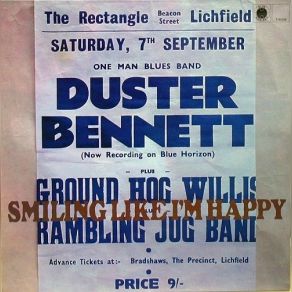 The Rectangle Beacon Street Lichfield
SATURDAY, 7TH SEPTEMBER
ONE MAN BLUES BAND
DUSTER
BENNETT
(Now Recording on Blue Horizon)
- PLUS -
GROUND HOG WILLIS
SMILING LIKE I'M HAPPY
RAMBLING JUG BAND
Advance Tickets at:- Bradshaws, The Precinct, Lichfield
PRICE 9/-